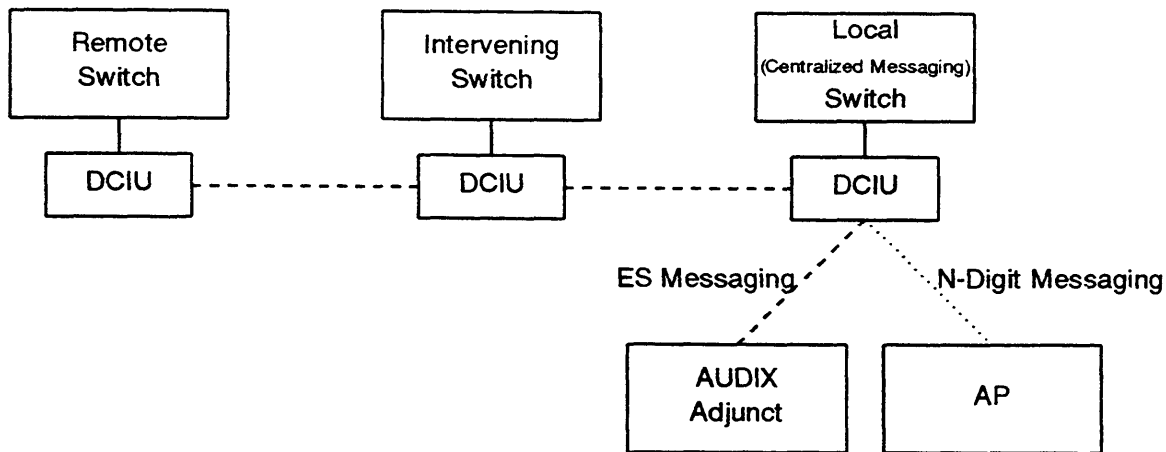 Remote
Switch
Intervening
Switch
Local
(Centralized Messaging)
Switch
DCIU
DCIU
DCIU
ES Messaging
N-Digit Messaging
AUDIX
Adjunct
AP